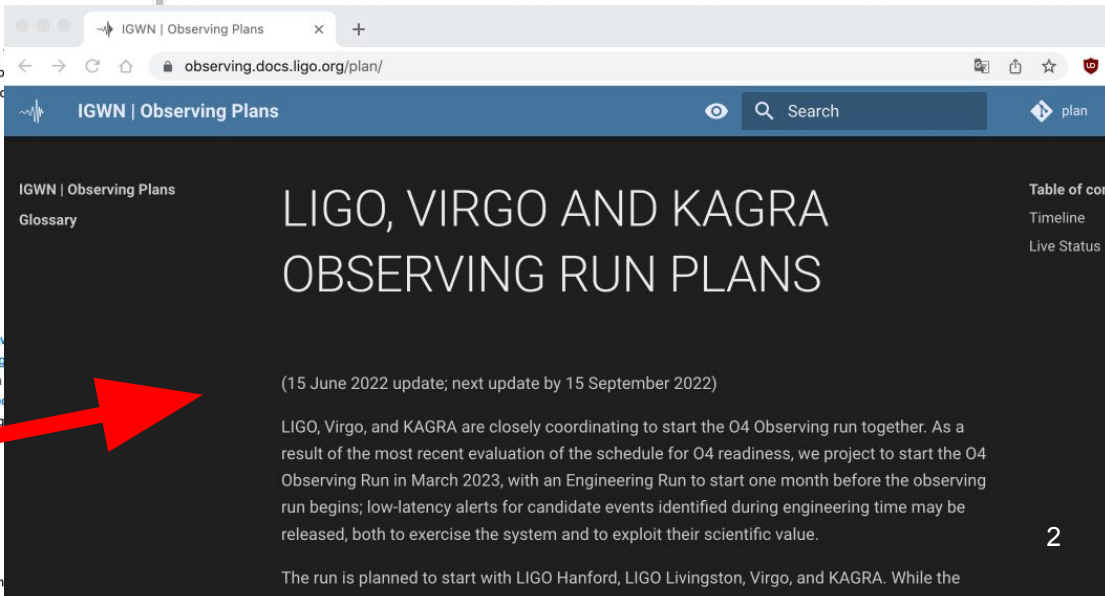 IGWN | Observing Plans
observing.docs.ligo.org/plan/
IGWN | Observing Plans
Search
plan
IGWN | Observing Plans
Glossary
LIGO, VIRGO AND KAGRA
OBSERVING RUN PLANS
Table of con
Timeline
Live Status
(15 June 2022 update; next update by 15 September 2022)
LIGO, Virgo, and KAGRA are closely coordinating to start the O4 Observing run together. As a
result of the most recent evaluation of the schedule for O4 readiness, we project to start the O4
Observing Run in March 2023, with an Engineering Run to start one month before the observing
run begins; low-latency alerts for candidate events identified during engineering time may be
released, both to exercise the system and to exploit their scientific value.
2
The run is planned to start with LIGO Hanford, LIGO Livingston, Virgo, and KAGRA. While the